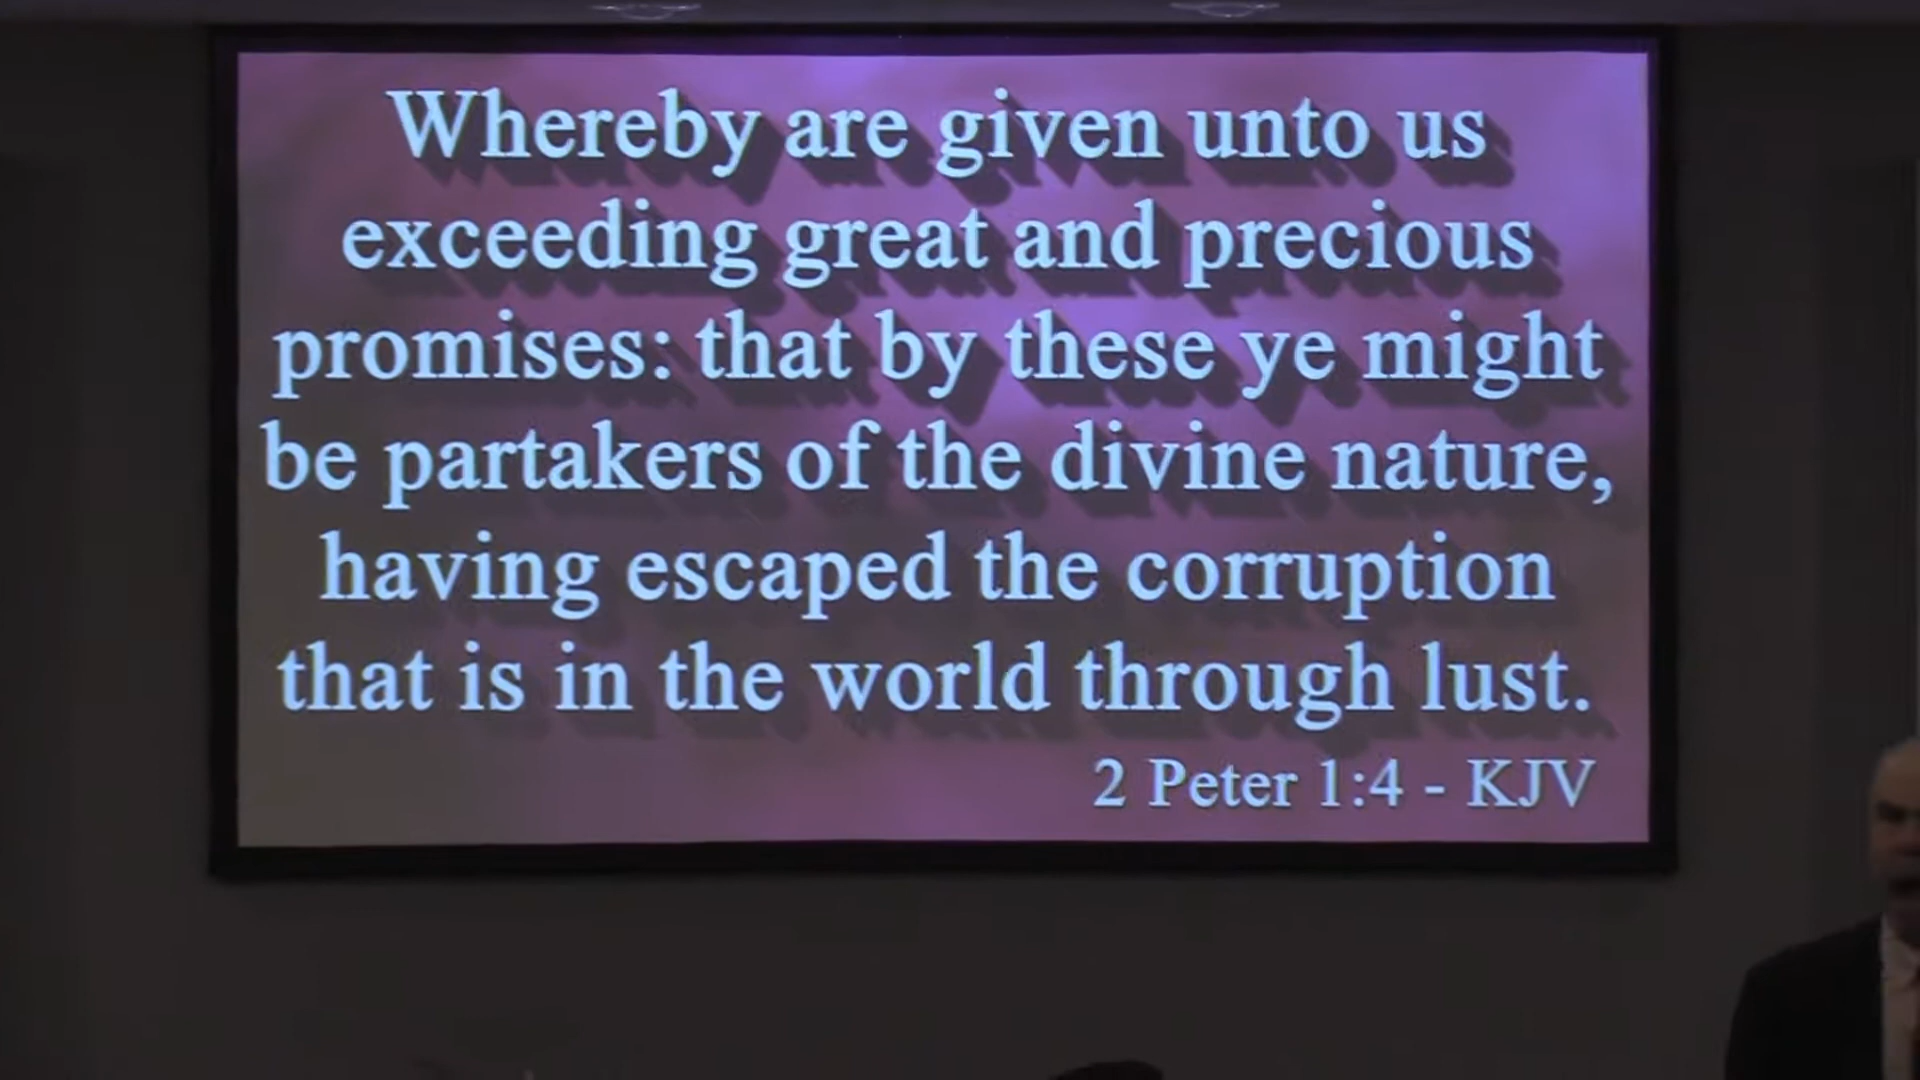 Whereby are given unto us
exceeding great and precious
promises: that by these ye might
be partakers of the divine nature,
having escaped the corruption
that is in the world through lust.
2 Peter 1:4 - KJV